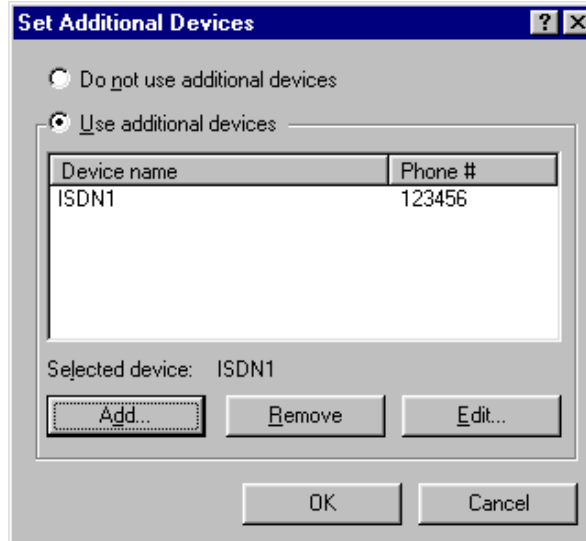 Set Additional Devices
Do not use additional devices
Use additional devices
Device name Phone #
ISDN1 123456
Selected device: ISDN1
Add... Remove Edit...
OK Cancel